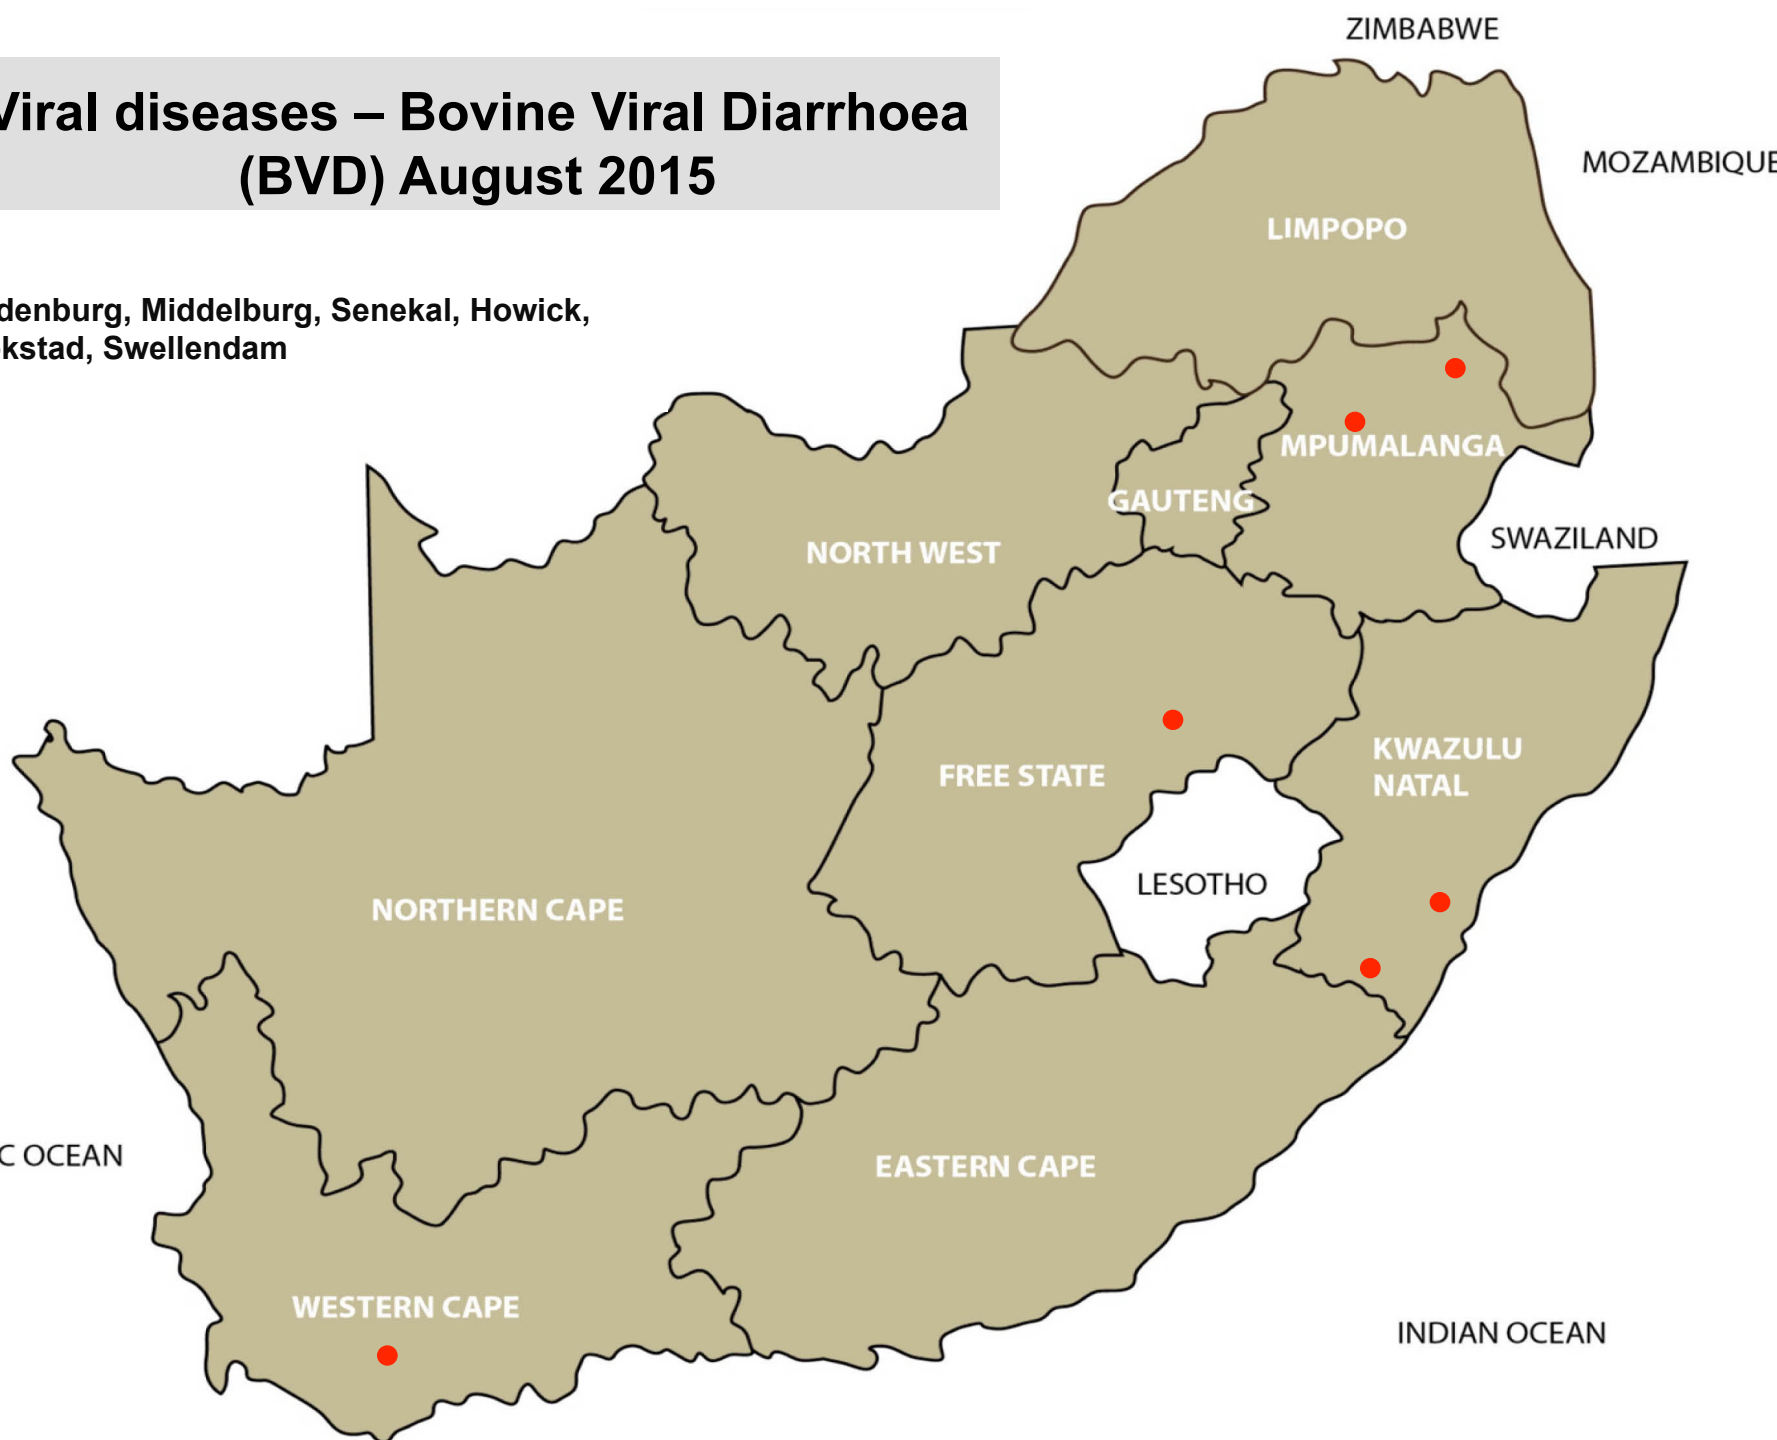 ZIMBABWE
Viral diseases – Bovine Viral Diarrhoea
(BVD) August 2015
MOZAMBIQUE
LIMPOPO
denburg, Middelburg, Senekal, Howick,
kstad, Swellendam
MPUMALANGA
GAUTENG
SWAZILAND
NORTH WEST
KWAZULU
NATAL
FREE STATE
LESOTHO
NORTHERN CAPE
C OCEAN
EASTERN CAPE
WESTERN CAPE
INDIAN OCEAN